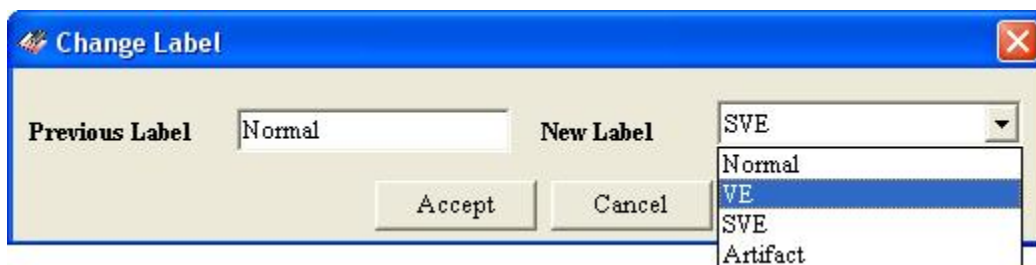 Change Label
Previous Label Normal New Label SVE
Normal
Accept Cancel VE
SVE
Artifact